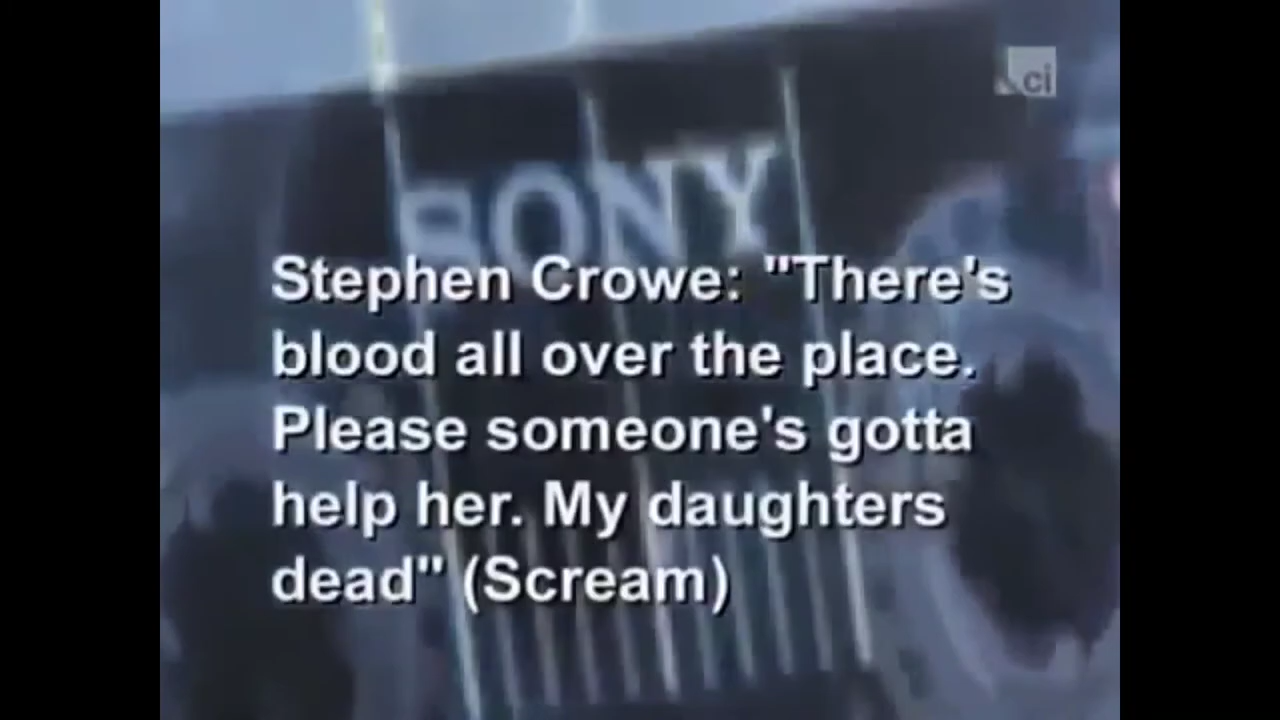 ci
SONY
Stephen Crowe: "There's
blood all over the place.
Please someone's gotta
help her. My daughters
dead" (Scream)